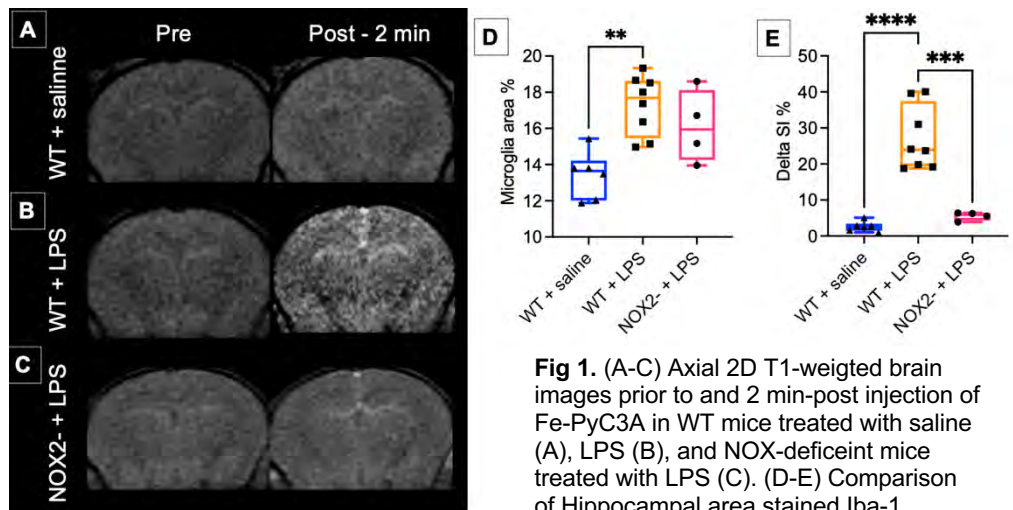 A
Pre
Post - 2 min
WT + salinne
B
WT + LPS
C
NOX2- + LPS
D
**
Microglia area %
20
18
16
14
12
10
WT + saline
WT + LPS
NOX2- + LPS
E
****
***
Delta SI %
50
40
30
20
10
0
WT + saline
WT + LPS
NOX2- + LPS
Fig 1. (A-C) Axial 2D T1-weigted brain
images prior to and 2 min-post injection of
Fe-PyC3A in WT mice treated with saline
(A), LPS (B), and NOX-deficeint mice
treated with LPS (C). (D-E) Comparison
of Hippocampal area stained Iba-1